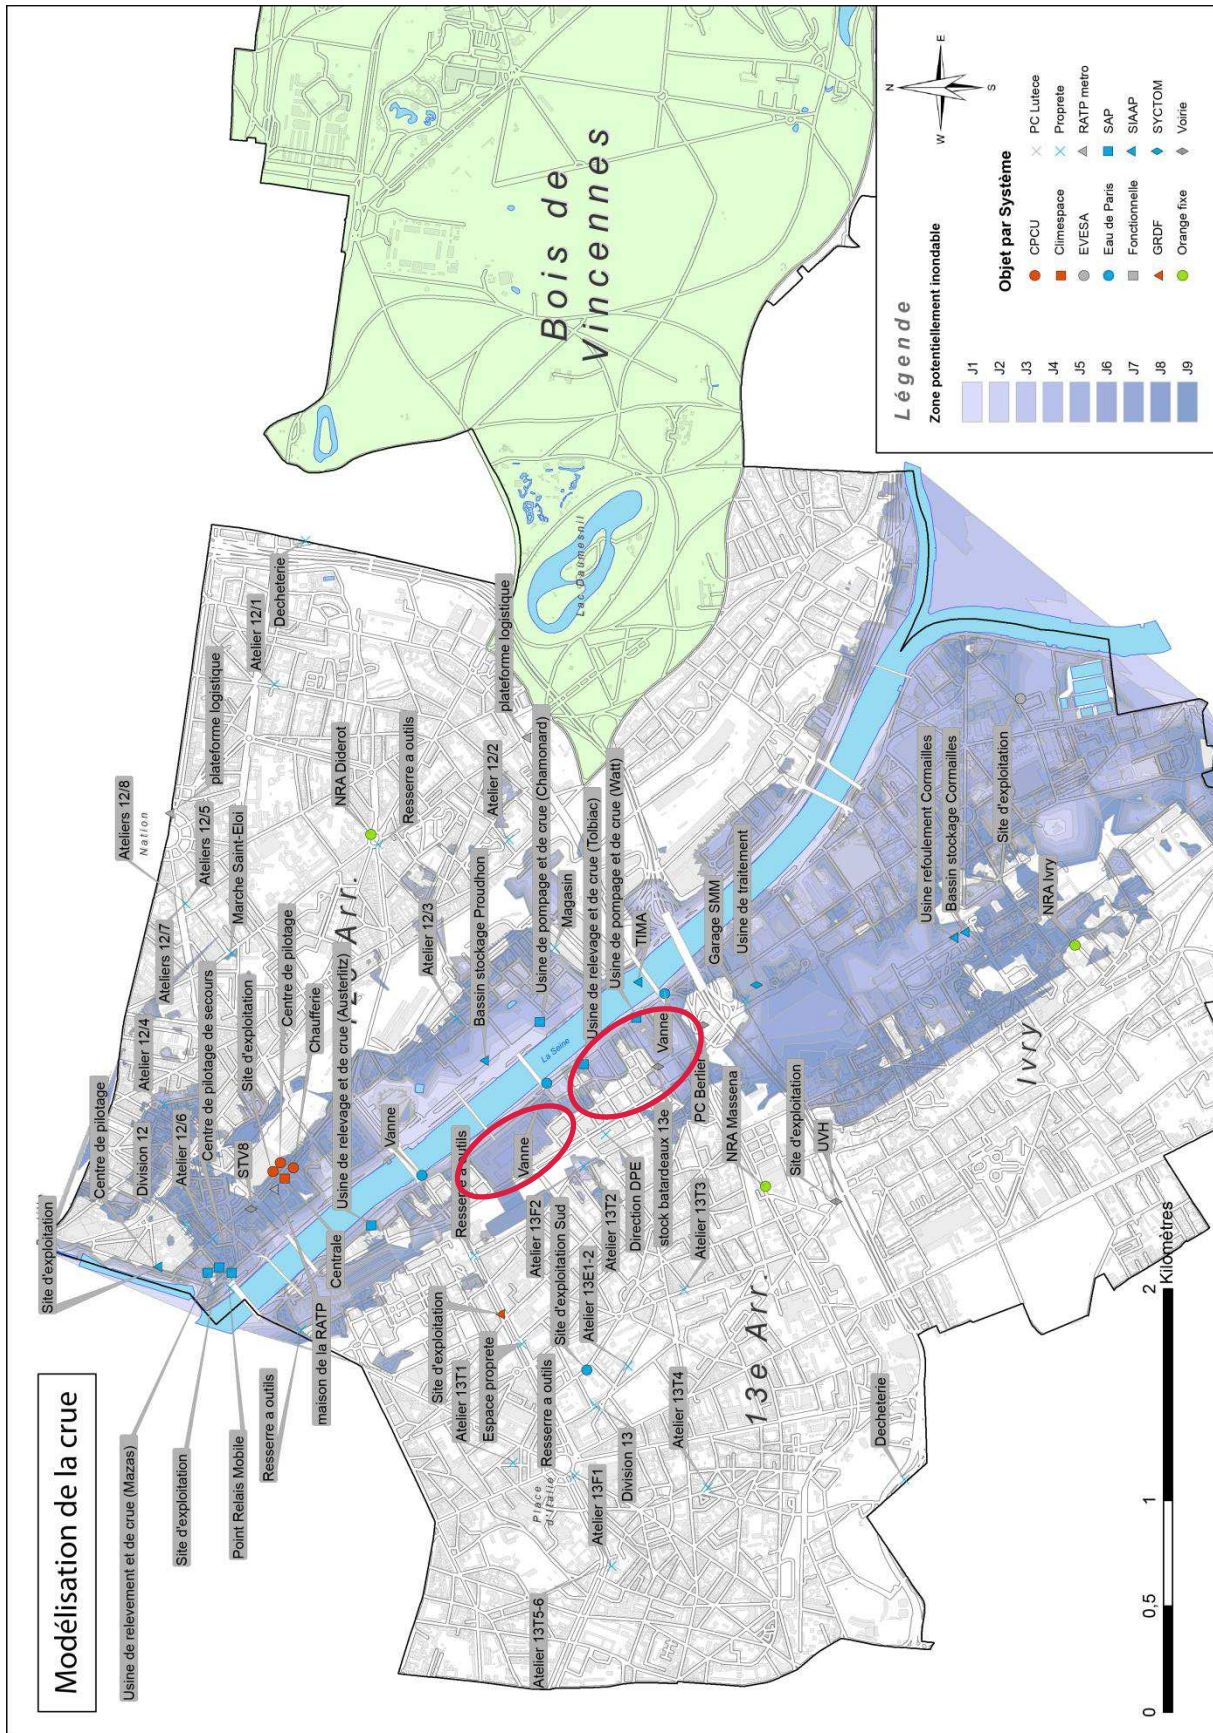 Modélisation de la crue
Usine de relevement et de crue (Mazas)
Site d'exploitation
Point Relais Mobile
Resserre a outils
maison de la RATP
Centrale
Site d'exploitation
Centre de pilotage
Division 12
Atelier 12/4
Atelier 12/6
Centre de pilotage de secours
STV8
Site d'exploitation
Centre de pilotage
Chaufferie
Usine de relevage et de crue (Austerlitz)
Vanne
Ateliers 12/7
Ateliers 12/8
Nation
Ateliers 12/5
Marche Saint-Eloi
plateforme logistique
Atelier 12/1
Decheterie
NRA Diderot
Resserre a outils
Arr.
Atelier 12/3
Atelier 12/2
plateforme logistique
Bassin stockage Proudhon
Usine de pompage et de crue (Chamonard)
Magasin
Usine de relevage et de crue (Tolbiac)
Usine de pompage et de crue (Watt)
TIMA
La Seine
Garage SMM
Usine de traitement
Lac Daumesnil
Bois de
Vincennes
Resserre a outils
Vanne
Vanne
Atelier 13F2
Site d'exploitation Sud
Atelier 13E1-2
Atelier 13T2
Direction DPE
stock batardeaux 13e
PC Berlier
Atelier 13T3
NRA Massena
Site d'exploitation
UVH
Site d'exploitation
Atelier 13T1
Espace proprete
Place
d'Italie
Resserre a outils
Atelier 13F1
Division 13
Atelier 13T4
Atelier 13T5-6
13e Arr.
Decheterie
Ivry
Usine refoulement Cormailles
Bassin stockage Cormailles
Site d'exploitation
NRA Ivry
0
0,5
1
2
Kilomètres
N
E
S
W
Légende
Zone potentiellement inondable
J1
J2
J3
J4
J5
J6
J7
J8
J9
Objet par Système
CPCU
Climespace
EVESA
Eau de Paris
Fonctionnelle
GRDF
Orange fixe
PC Lutece
Proprete
RATP metro
SAP
SIAAP
SYCTOM
Voirie